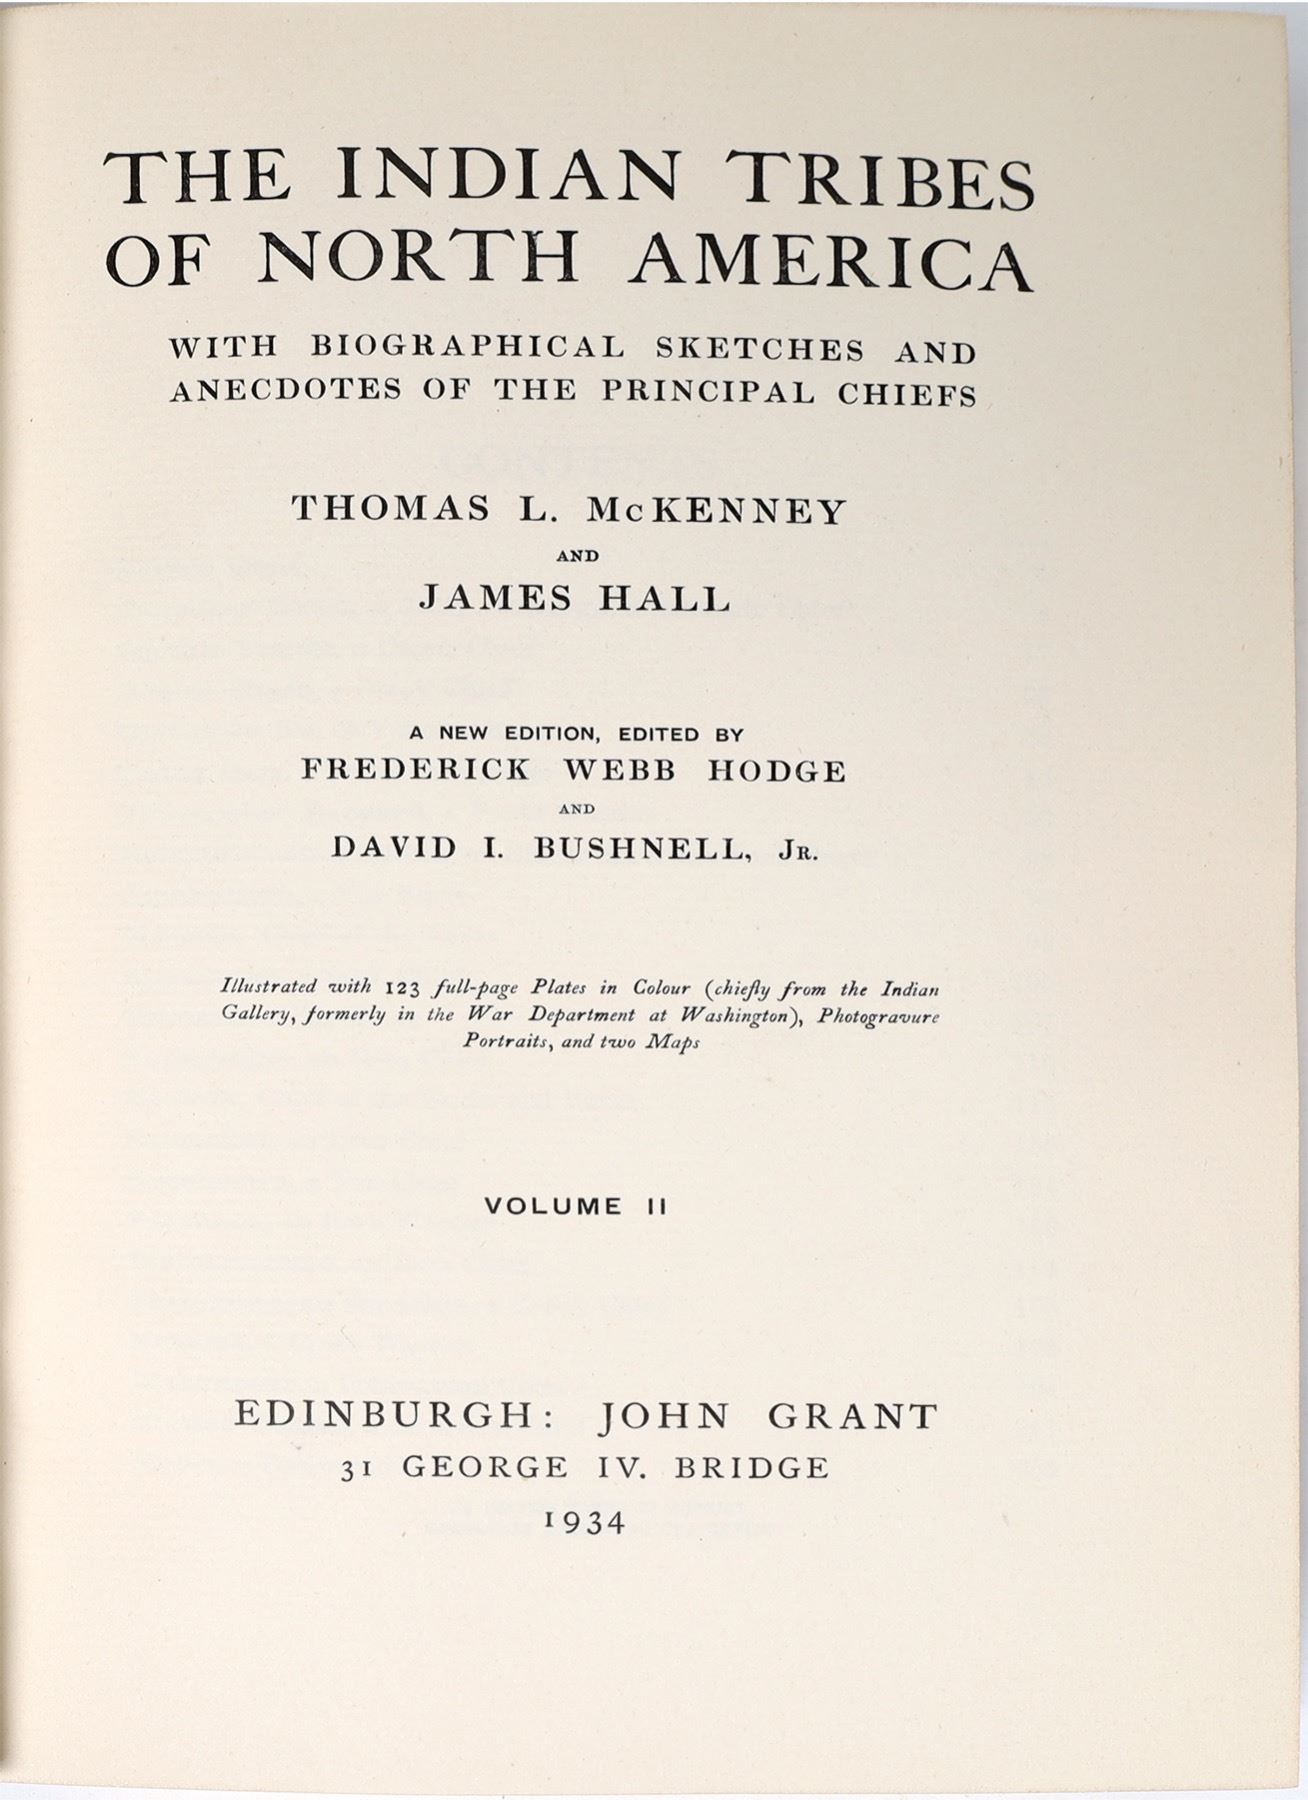 THE INDIAN TRIBES
OF NORTH AMERICA
WITH BIOGRAPHICAL SKETCHES AND
ANECDOTES OF THE PRINCIPAL CHIEFS
THOMAS L. McKENNEY
AND
JAMES HALL
A NEW EDITION, EDITED BY
FREDERICK WEBB HODGE
AND
DAVID I. BUSHNELL, JR.
Illustrated with 123 full-page Plates in Colour (chiefly from the Indian
Gallery, formerly in the War Department at Washington), Photogravure
Portraits, and two Maps
VOLUME II
EDINBURGH: JOHN GRANT
31 GEORGE IV. BRIDGE
1934